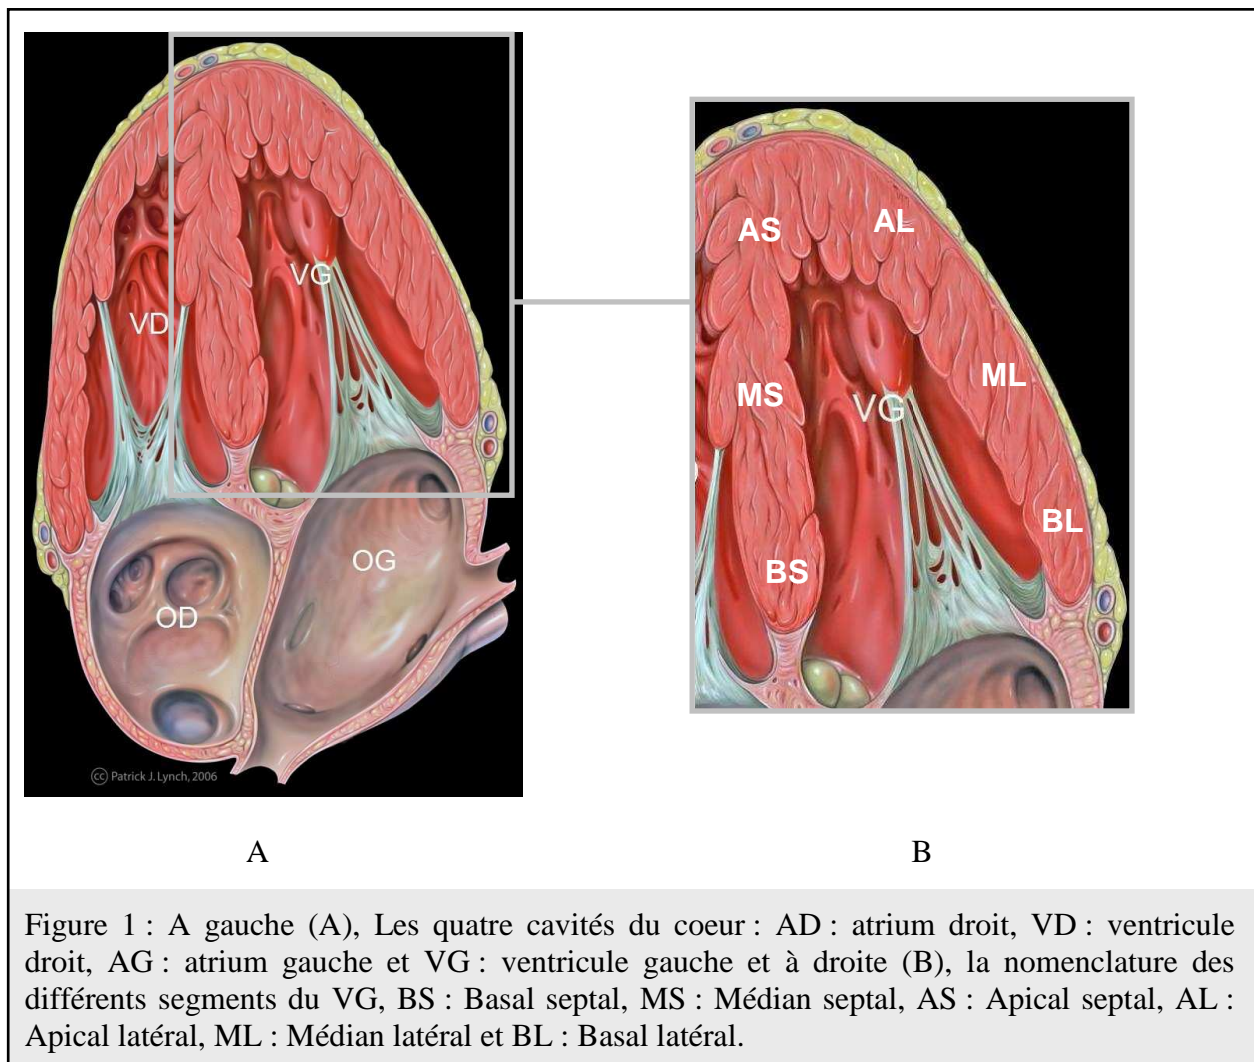 VD
VG
OG
OD
cc Patrick J. Lynch, 2006
AS
AL
MS
VG
ML
BS
BL
A
B
Figure 1 : A gauche (A), Les quatre cavités du coeur : AD : atrium droit, VD : ventricule
droit, AG : atrium gauche et VG : ventricule gauche et à droite (B), la nomenclature des
différents segments du VG, BS : Basal septal, MS : Médian septal, AS : Apical septal, AL :
Apical latéral, ML : Médian latéral et BL : Basal latéral.